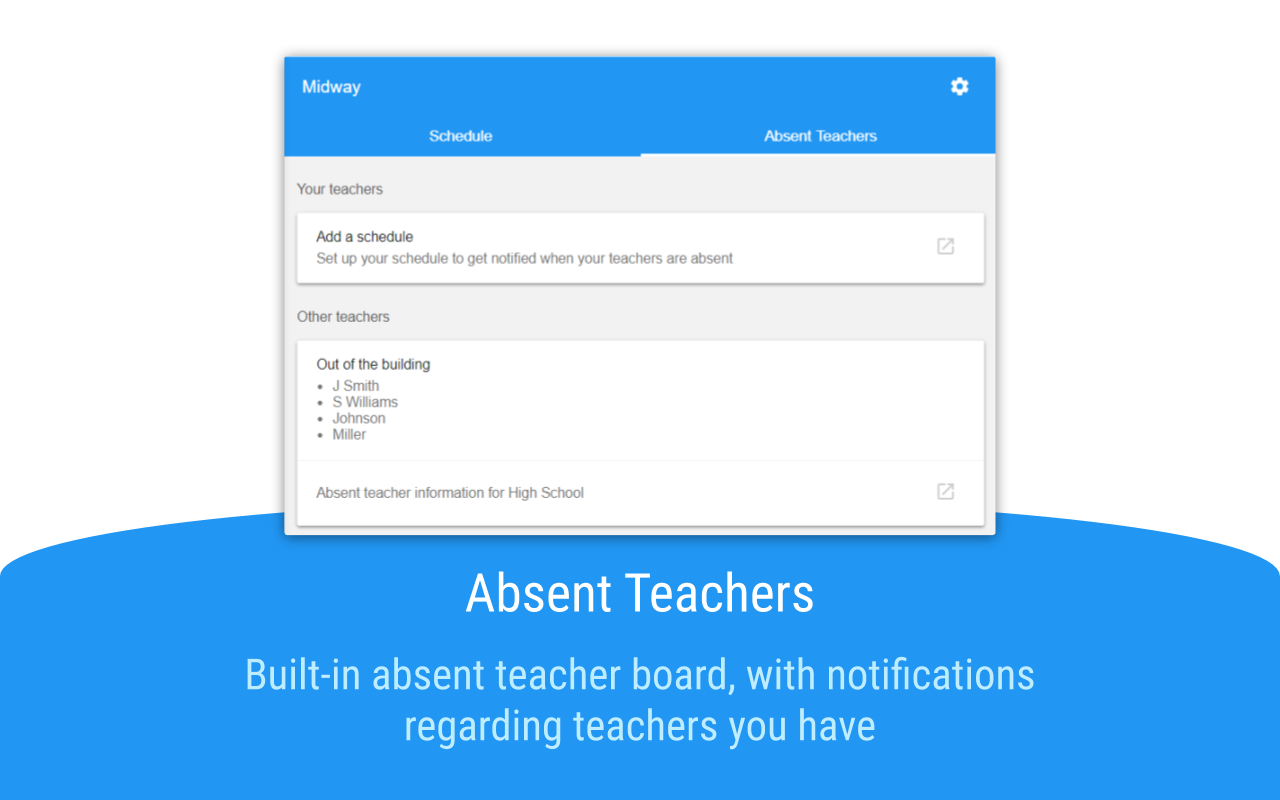 Midway
Schedule
Absent Teachers
Your teachers
Add a schedule
Set up your schedule to get notified when your teachers are absent
Other teachers
Out of the building
• J Smith
• S Williams
• Johnson
• Miller
Absent teacher information for High School
Absent Teachers
Built-in absent teacher board, with notifications
regarding teachers you have